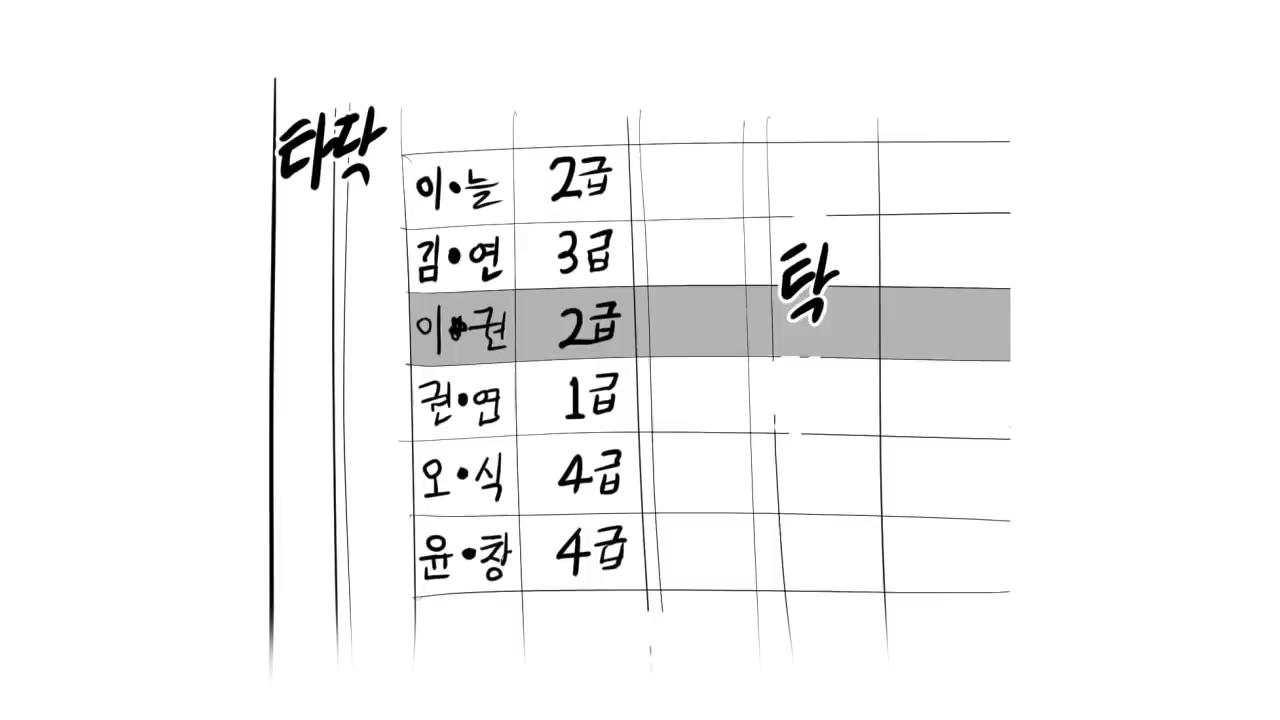 타닥
이•늘 2급
김•연 3급
탁
이•권 2급
권•연 1급
오•식 4급
윤•창 4급